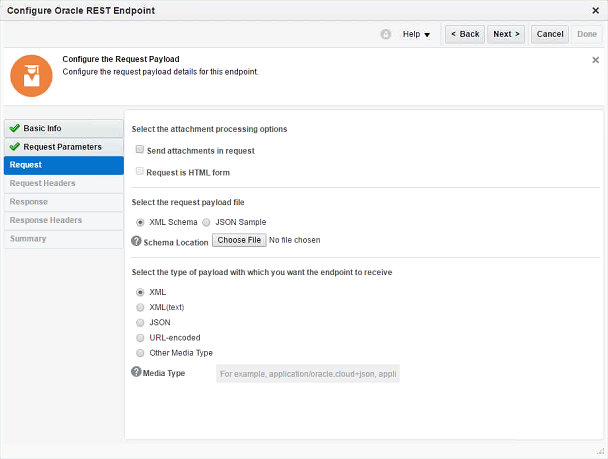 Configure Oracle REST Endpoint
Help
< Back
Next >
Cancel
Done
Configure the Request Payload
Configure the request payload details for this endpoint.
Basic Info
Request Parameters
Request
Request Headers
Response
Response Headers
Summary
Select the attachment processing options
Send attachments in request
Request is HTML form
Select the request payload file
XML Schema
JSON Sample
? Schema Location Choose File No file chosen
Select the type of payload with which you want the endpoint to receive
XML
XML(text)
JSON
URL-encoded
Other Media Type
? Media Type For example, application/oracle.cloud+json, appli